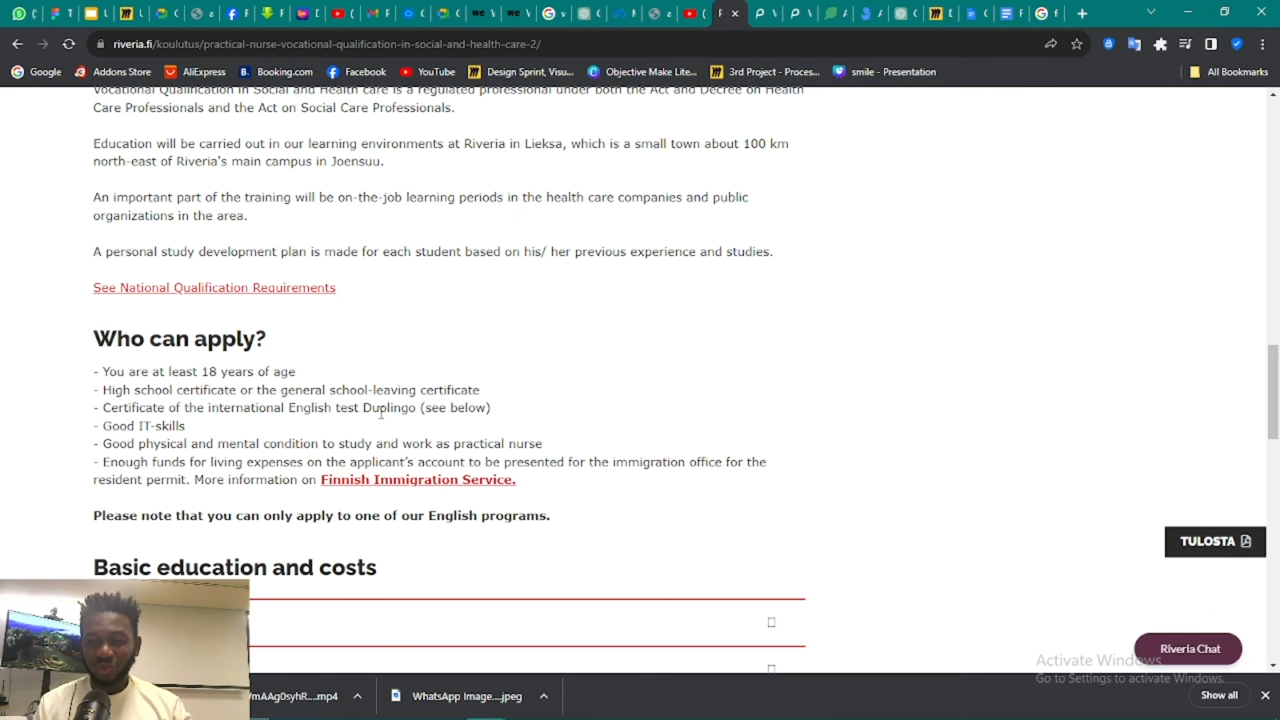 riveria.fi/koulutus/practical-nurse-vocational-qualification-in-social-and-health-care-2/
Google
Addons Store
AliExpress
Booking.com
Facebook
YouTube
Design Sprint, Visu...
Objective Make Lite...
3rd Project - Proces...
smile - Presentation
All Bookmarks
Vocational Qualification in Social and Health care is a regulated professional under both the Act and Decree on Health
Care Professionals and the Act on Social Care Professionals.
Education will be carried out in our learning environments at Riveria in Lieksa, which is a small town about 100 km
north-east of Riveria's main campus in Joensuu.
An important part of the training will be on-the-job learning periods in the health care companies and public
organizations in the area.
A personal study development plan is made for each student based on his/ her previous experience and studies.
See National Qualification Requirements
Who can apply?
- You are at least 18 years of age
- High school certificate or the general school-leaving certificate
- Certificate of the international English test Duolingo (see below)
- Good IT-skills
- Good physical and mental condition to study and work as practical nurse
- Enough funds for living expenses on the applicant's account to be presented for the immigration office for the
resident permit. More information on Finnish Immigration Service.
Please note that you can only apply to one of our English programs.
TULOSTA
Basic education and costs
Riveria Chat
Activate Windows
Go to Settings to activate Windows.
mAAg0syhR....mp4
WhatsApp Image....jpeg
Show all